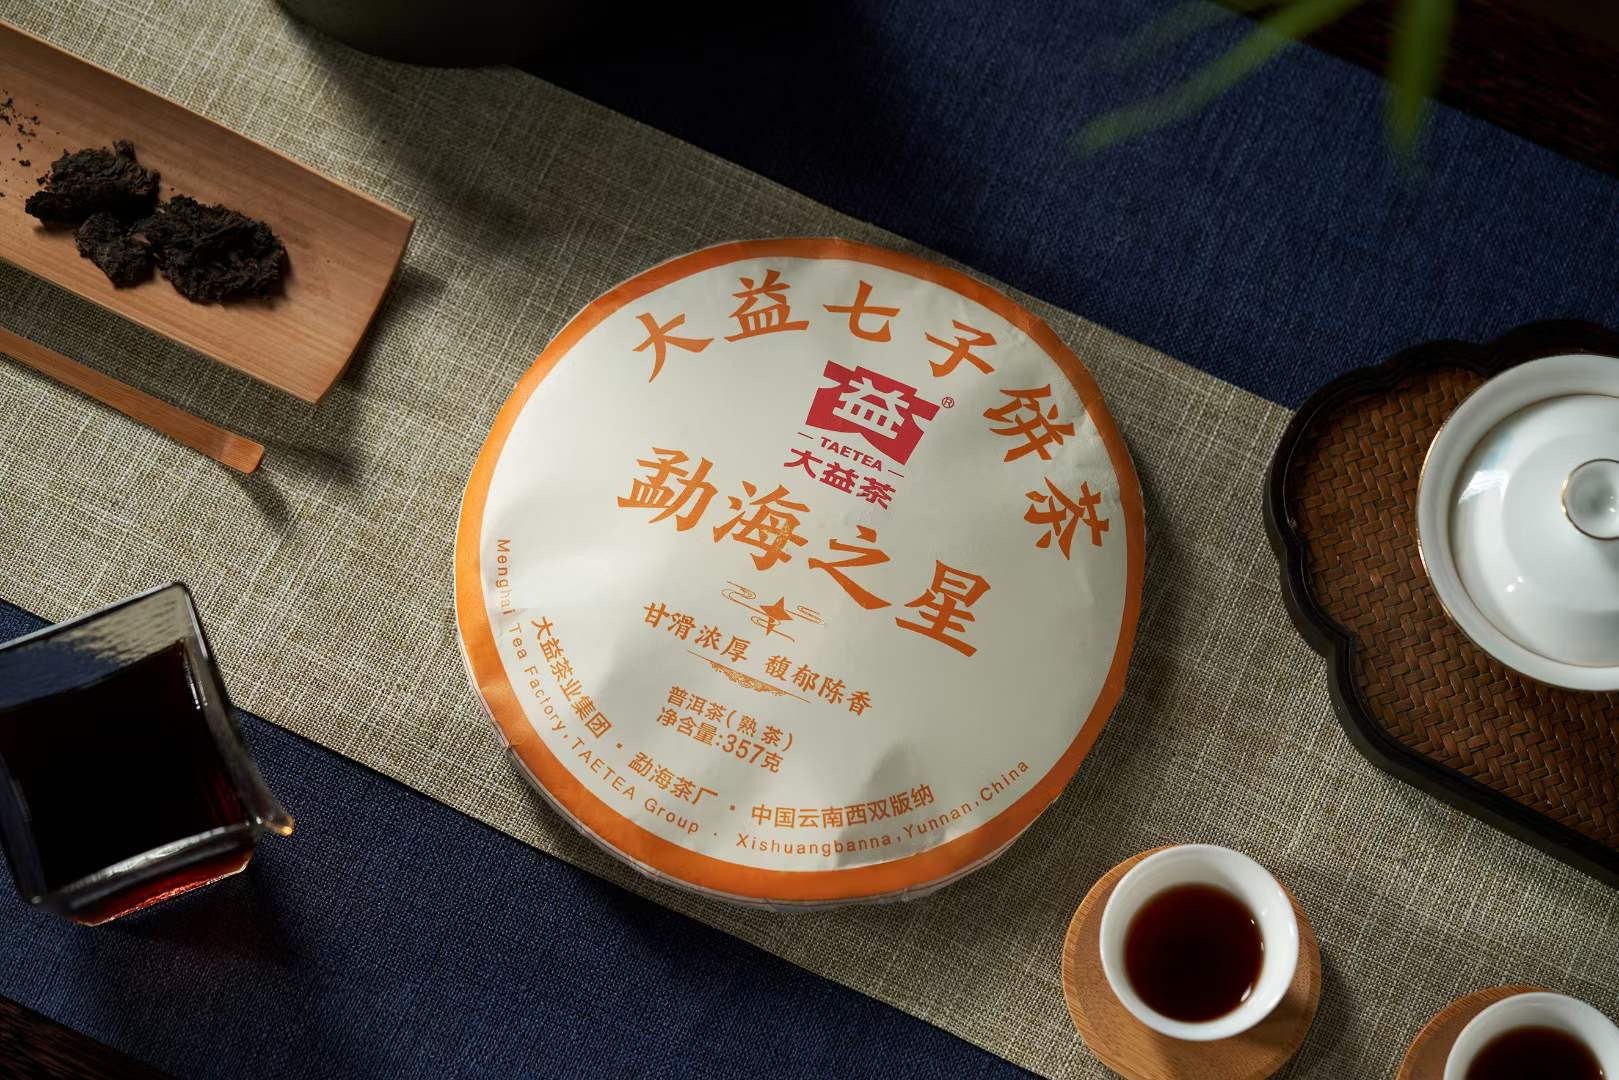 大益七子饼茶
益®
TAETEA
大益茶
勐海之星
甘滑浓厚 馥郁陈香
普洱茶(熟茶)
净含量:357克
大益茶业集团·勐海茶厂·中国云南西双版纳
Menghai Tea Factory,TAETEA Group · Xishuangbanna,Yunnan,China